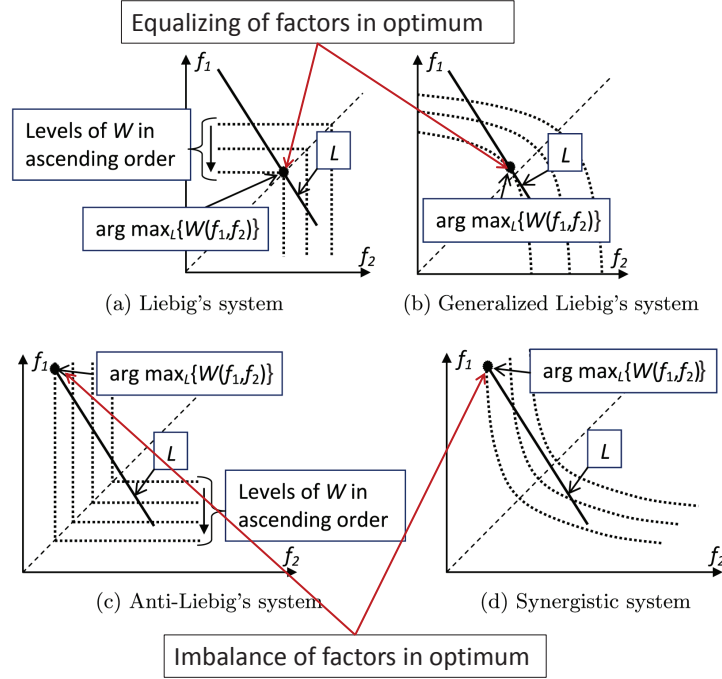 Equalizing of factors in optimum
f1
f1
Levels of W in
ascending order
L
L
arg maxL{W(f1,f2)}
arg maxL{W(f1,f2)}
f2
f2
(a) Liebig's system
(b) Generalized Liebig's system
f1
arg maxL{W(f1,f2)}
f1
arg maxL{W(f1,f2)}
L
L
Levels of W in
ascending order
f2
f2
(c) Anti-Liebig's system
(d) Synergistic system
Imbalance of factors in optimum